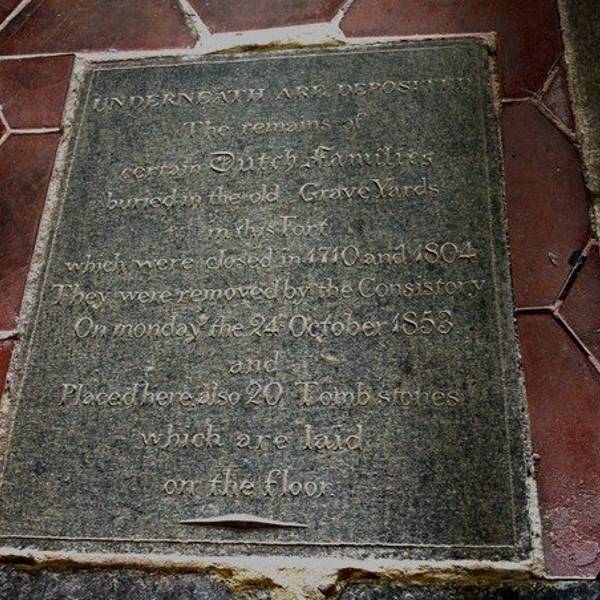 UNDERNEATH ARE DEPOSITED
The remains of
certain Dutch Families
buried in the old Grave Yards
in this Fort
which were closed in 1710 and 1804
They were removed by the Consistory
On monday the 24 October 1853
and
Placed here also 20 Tomb stones
which are laid
on the floor.